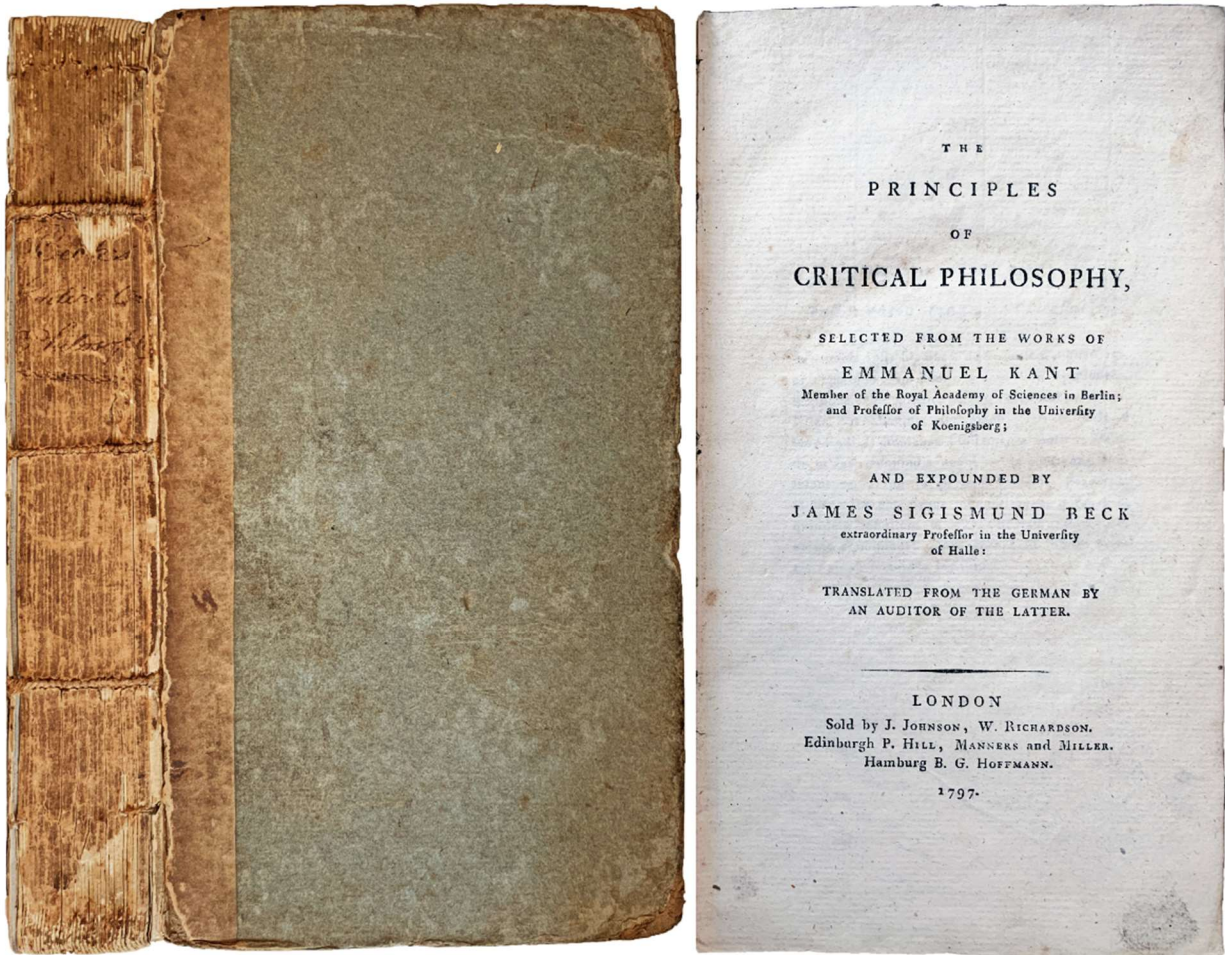 THE
PRINCIPLES
OF
CRITICAL PHILOSOPHY,
SELECTED FROM THE WORKS OF
EMMANUEL KANT
Member of the Royal Academy of Sciences in Berlin;
and Profeſſor of Philoſophy in the Univerſity
of Koenigsberg;
AND EXPOUNDED BY
JAMES SIGISMUND BECK
extraordinary Profeſſor in the Univerſity
of Halle:
TRANSLATED FROM THE GERMAN BY
AN AUDITOR OF THE LATTER.
LONDON
Sold by J. JOHNSON, W. RICHARDSON.
Edinburgh P. HILL, MANNERS and MILLER.
Hamburg B. G. HOFFMANN.
1797.